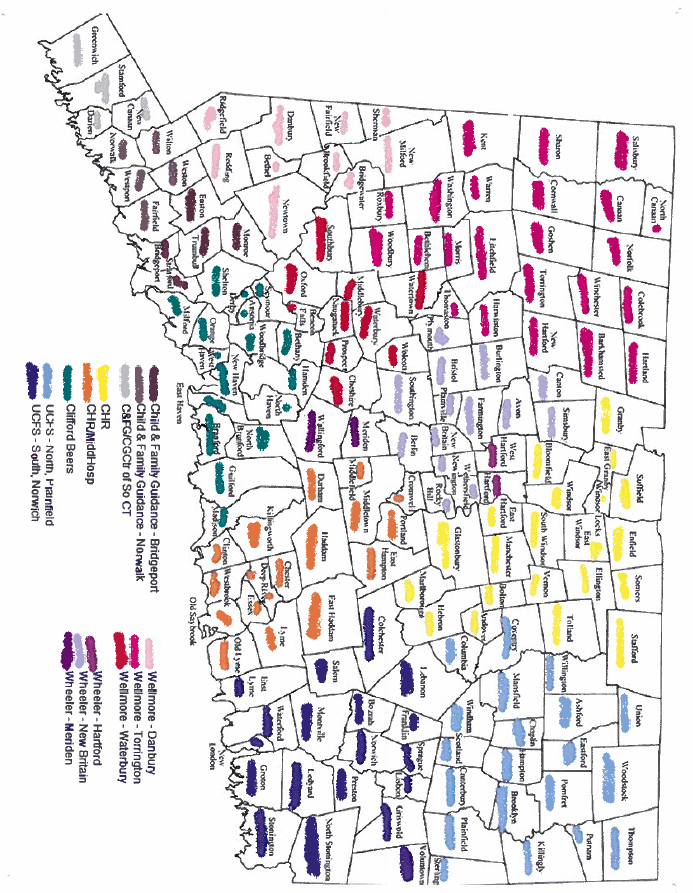 North Canaan
Salisbury
Canaan
Norfolk
Colebrook
Hartland
Granby
Suffield
Enfield
Somers
Stafford
Union
Woodstock
Thompson
East Granby
Windsor Locks
Winchester
Barkhamsted
East Windsor
Ellington
Willington
Ashford
Eastford
Pomfret
Putnam
Sharon
Cornwall
Goshen
Torrington
New Hartford
Canton
Simsbury
Bloomfield
Windsor
South Windsor
Vernon
Tolland
Coventry
Mansfield
Chaplin
Hampton
Brooklyn
Killingly
Kent
Warren
Litchfield
Harwinton
Burlington
Avon
West Hartford
Hartford
East Hartford
Manchester
Bolton
Andover
Columbia
Windham
Scotland
Canterbury
Plainfield
Sterling
Washington
Morris
Bethlehem
Thomaston
Plymouth
Bristol
Farmington
Plainville
New Britain
Newington
Wethersfield
Rocky Hill
Glastonbury
Hebron
Marlborough
New Milford
Sherman
Roxbury
Woodbury
Watertown
Wolcott
Southington
Berlin
Cromwell
Portland
East Hampton
Colchester
Lebanon
Franklin
Sprague
Lisbon
Griswold
Voluntown
New Fairfield
Brookfield
Bridgewater
Southbury
Middlebury
Waterbury
Naugatuck
Prospect
Cheshire
Meriden
Middlefield
Middletown
East Haddam
Salem
Bozrah
Norwich
Preston
Danbury
Bethel
Newtown
Oxford
Beacon Falls
Bethany
Hamden
Wallingford
Durham
Haddam
Chester
Deep River
Essex
Lyme
Montville
Ledyard
North Stonington
Ridgefield
Redding
Monroe
Seymour
Shelton
Derby
Ansonia
Woodbridge
North Haven
North Branford
Guilford
Madison
Killingworth
Clinton
Westbrook
Old Saybrook
Old Lyme
East Lyme
Waterford
New London
Groton
Stonington
Wilton
Weston
Easton
Trumbull
Stratford
Milford
Orange
West Haven
New Haven
East Haven
Branford
Bridgeport
Fairfield
Westport
Norwalk
New Canaan
Darien
Stamford
Greenwich
Child & Family Guidance - Bridgeport
Child & Family Guidance - Norwalk
C&FG/CGCtr of So CT
CHR
CHR/MiddHosp
Clifford Beers
UCFS - North, Plainfield
UCFS - South, Norwich
Wellmore - Danbury
Wellmore - Torrington
Wellmore - Waterbury
Wheeler - Hartford
Wheeler - New Britain
Wheeler - Meriden